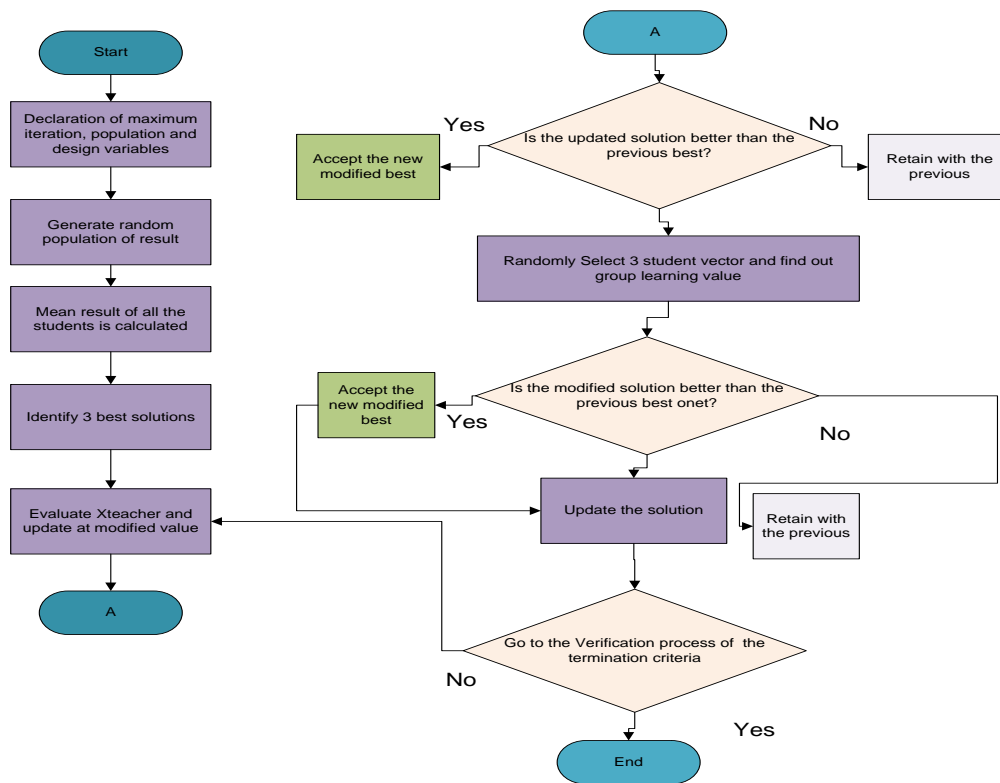 Start
Declaration of maximum
iteration, population and
design variables
Generate random
population of result
Mean result of all the
students is calculated
Identify 3 best solutions
Evaluate Xteacher and
update at modified value
A
A
Is the updated solution better than the
previous best?
Yes
No
Accept the new
modified best
Retain with the
previous
Randomly Select 3 student vector and find out
group learning value
Is the modified solution better than the
previous best onet?
Accept the
new modified
best
Yes
No
Update the solution
Retain with
the previous
Go to the Verification process of the
termination criteria
No
Yes
End